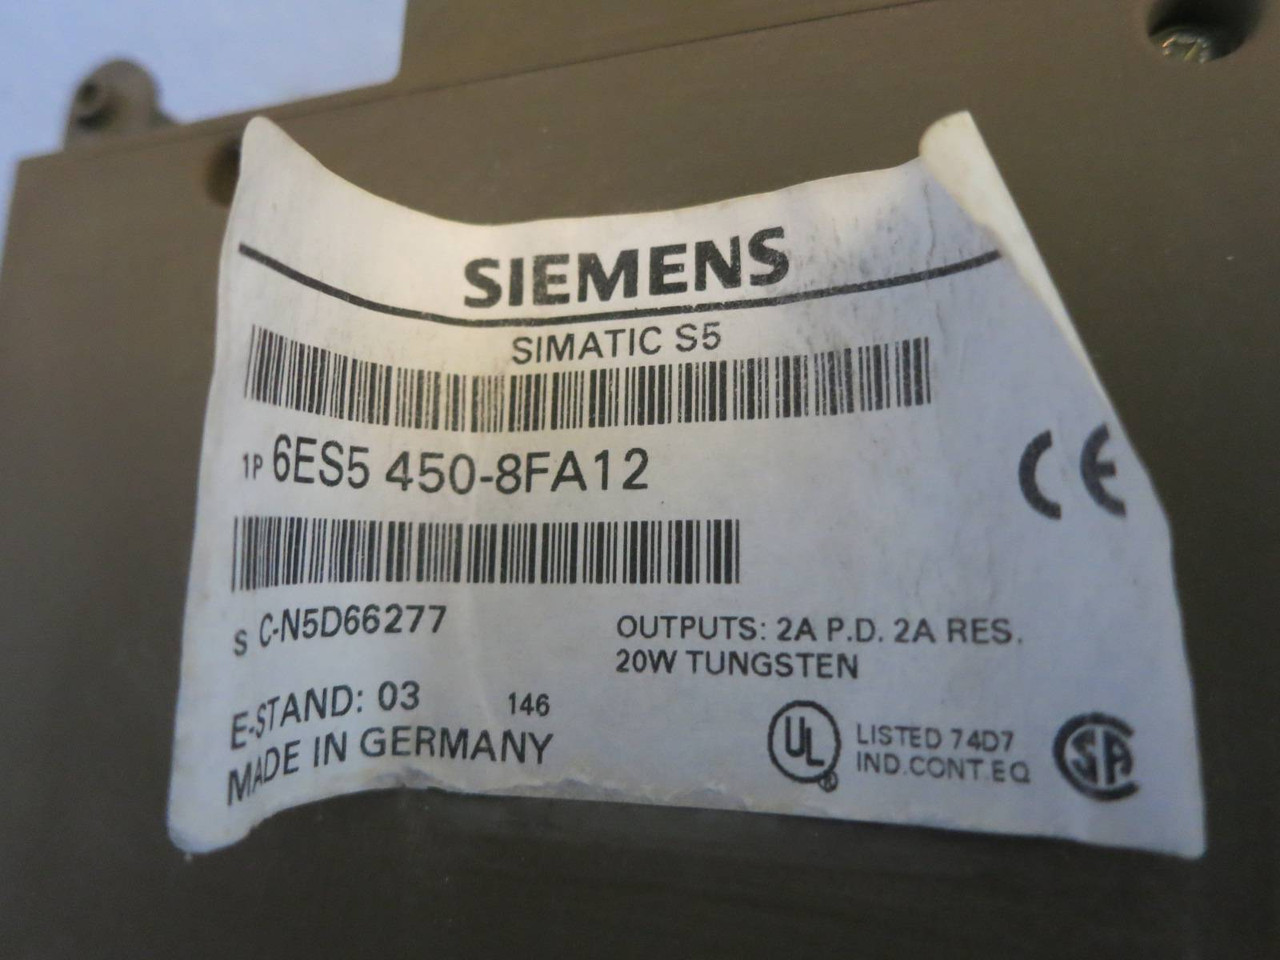 SIEMENS
SIMATIC S5
1P 6ES5 450-8FA12
CE
S C-N5D66277
OUTPUTS: 2A P.D. 2A RES.
20W TUNGSTEN
E-STAND: 03 146
MADE IN GERMANY
UL
®
LISTED 74D7
IND.CONT.EQ
SA